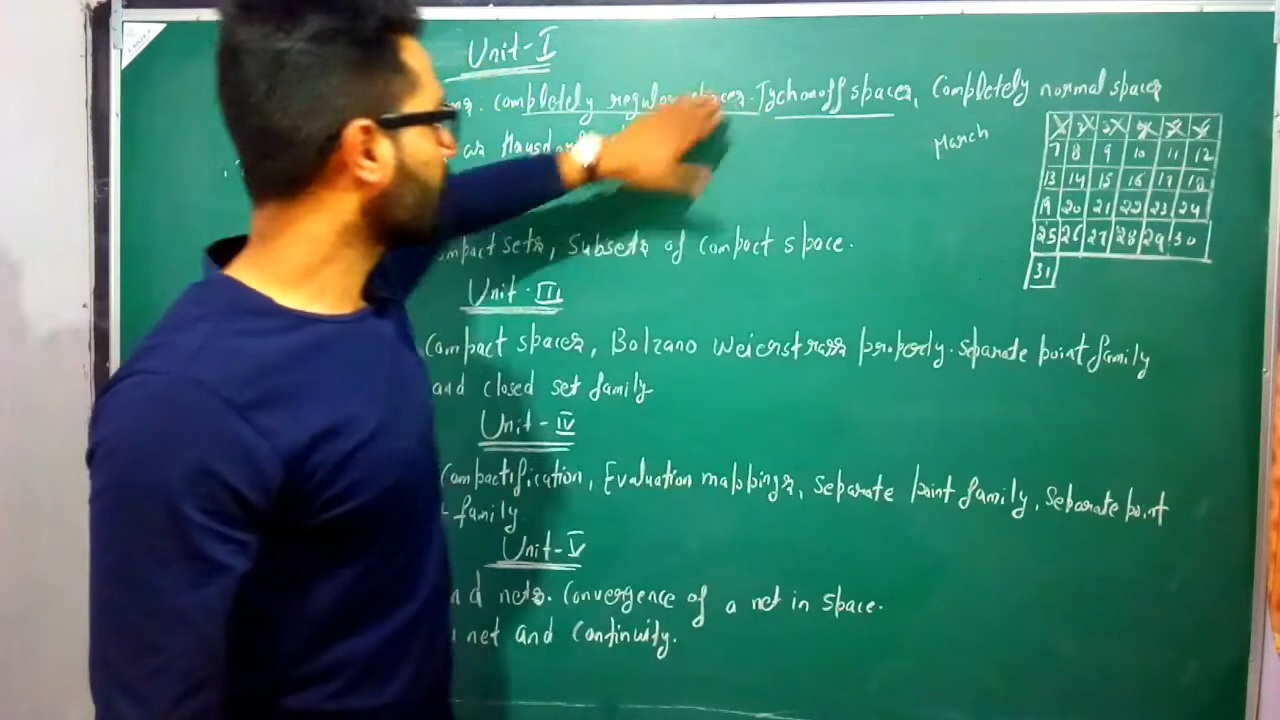 Unit-I
completely regular spaces. Tychonoff spaces, Completely normal spaces
as
March
7 8 9 10 11 12
13 14 15 16 17 18
19 20 21 22 23 24
25 26 27 28 29 30
31
compact sets, Subsets of compact space.
Unit-III
Compact spaces, Bolzano Weierstrass property. Separate point family
and closed set family
Unit-IV
Compactification, Evaluation mappings, Separate point family, Separate point
family
Unit-V
nets. Convergence of a net in space.
net and Continuity.